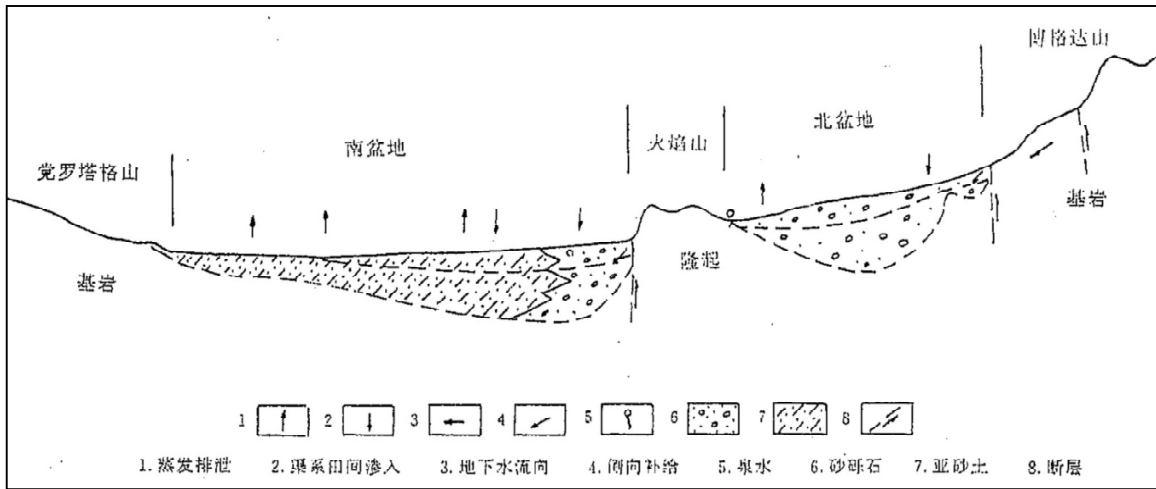 博格达山
北盆地
火焰山
南盆地
觉罗塔格山
基岩
隆起
基岩
1 2 3 4 5 6 7 8
1.蒸发排泄 2.渠系田间渗入 3.地下水流向 4.侧向补给 5.泉水 6.砂砾石 7.亚砂土 8.断层